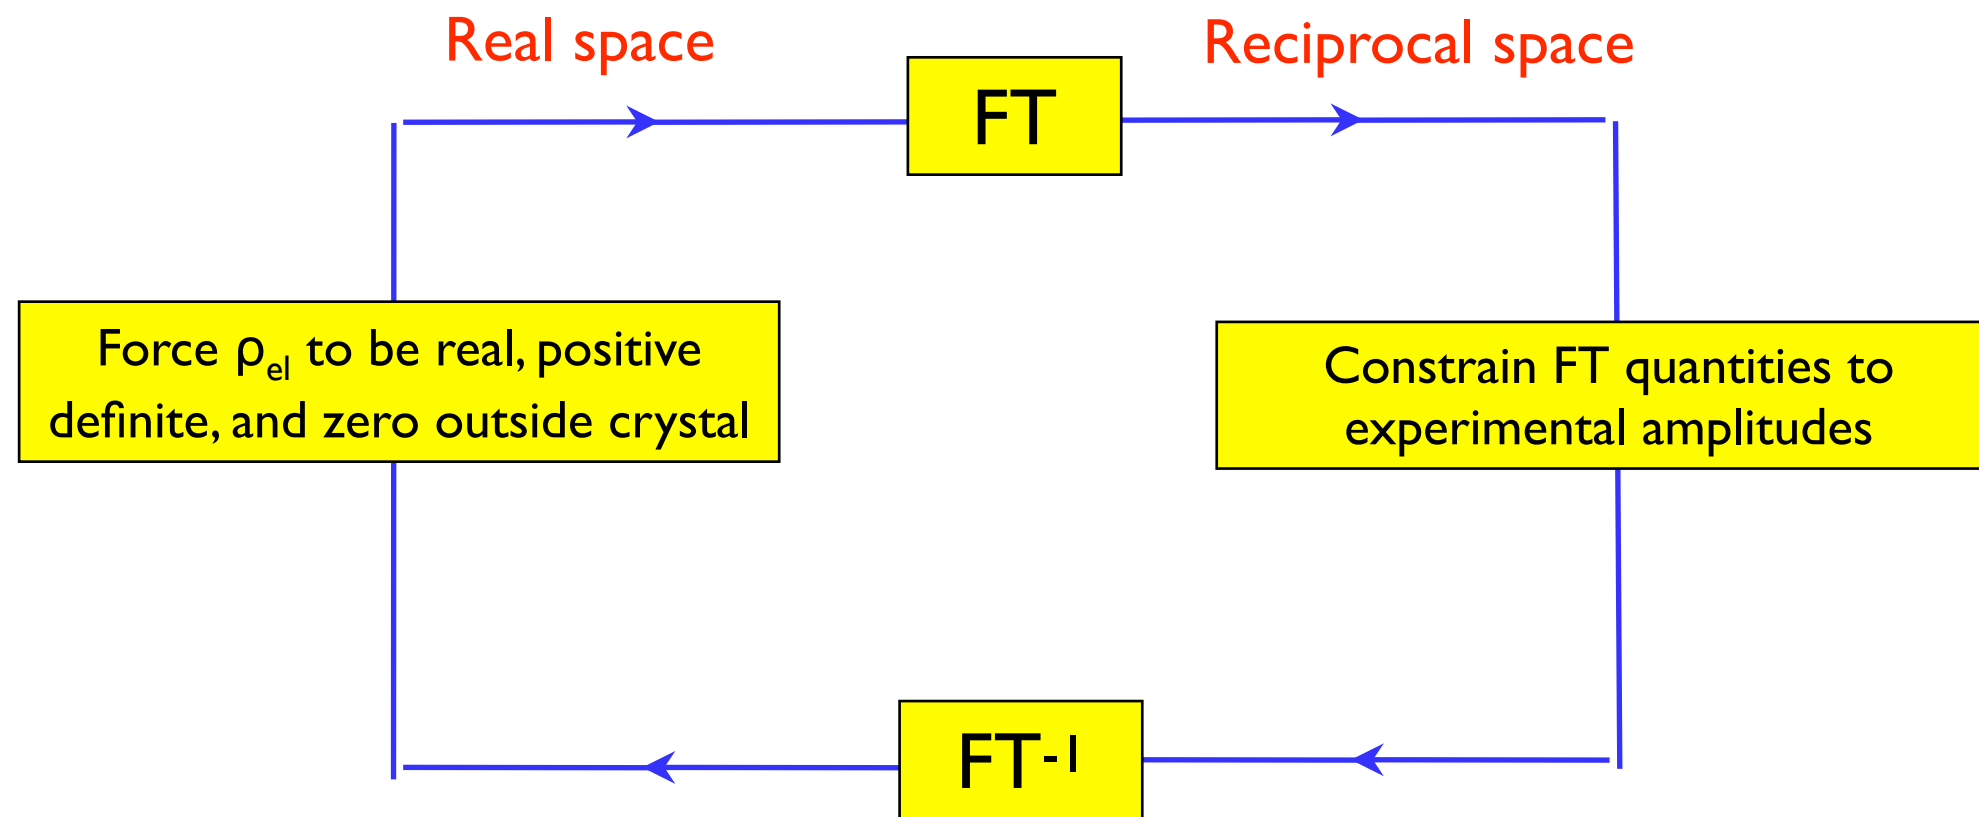 Real space
Reciprocal space
FT
Force ρel to be real, positive
definite, and zero outside crystal
Constrain FT quantities to
experimental amplitudes
FT-1